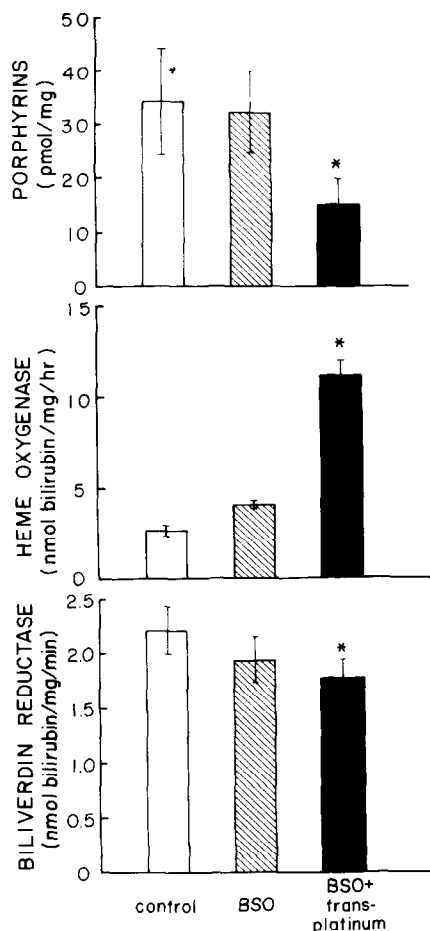 PORPHYRINS
(pmol/mg)
50
40
30
20
10
0
*
HEME OXYGENASE
(nmol bilirubin/mg/hr)
15
10
5
0
*
BILIVERDIN REDUCTASE
(nmol bilirubin/mg/min)
2.5
2.0
1.5
1.0
0.5
0
*
control
BSO
BSO+
trans-
platinum